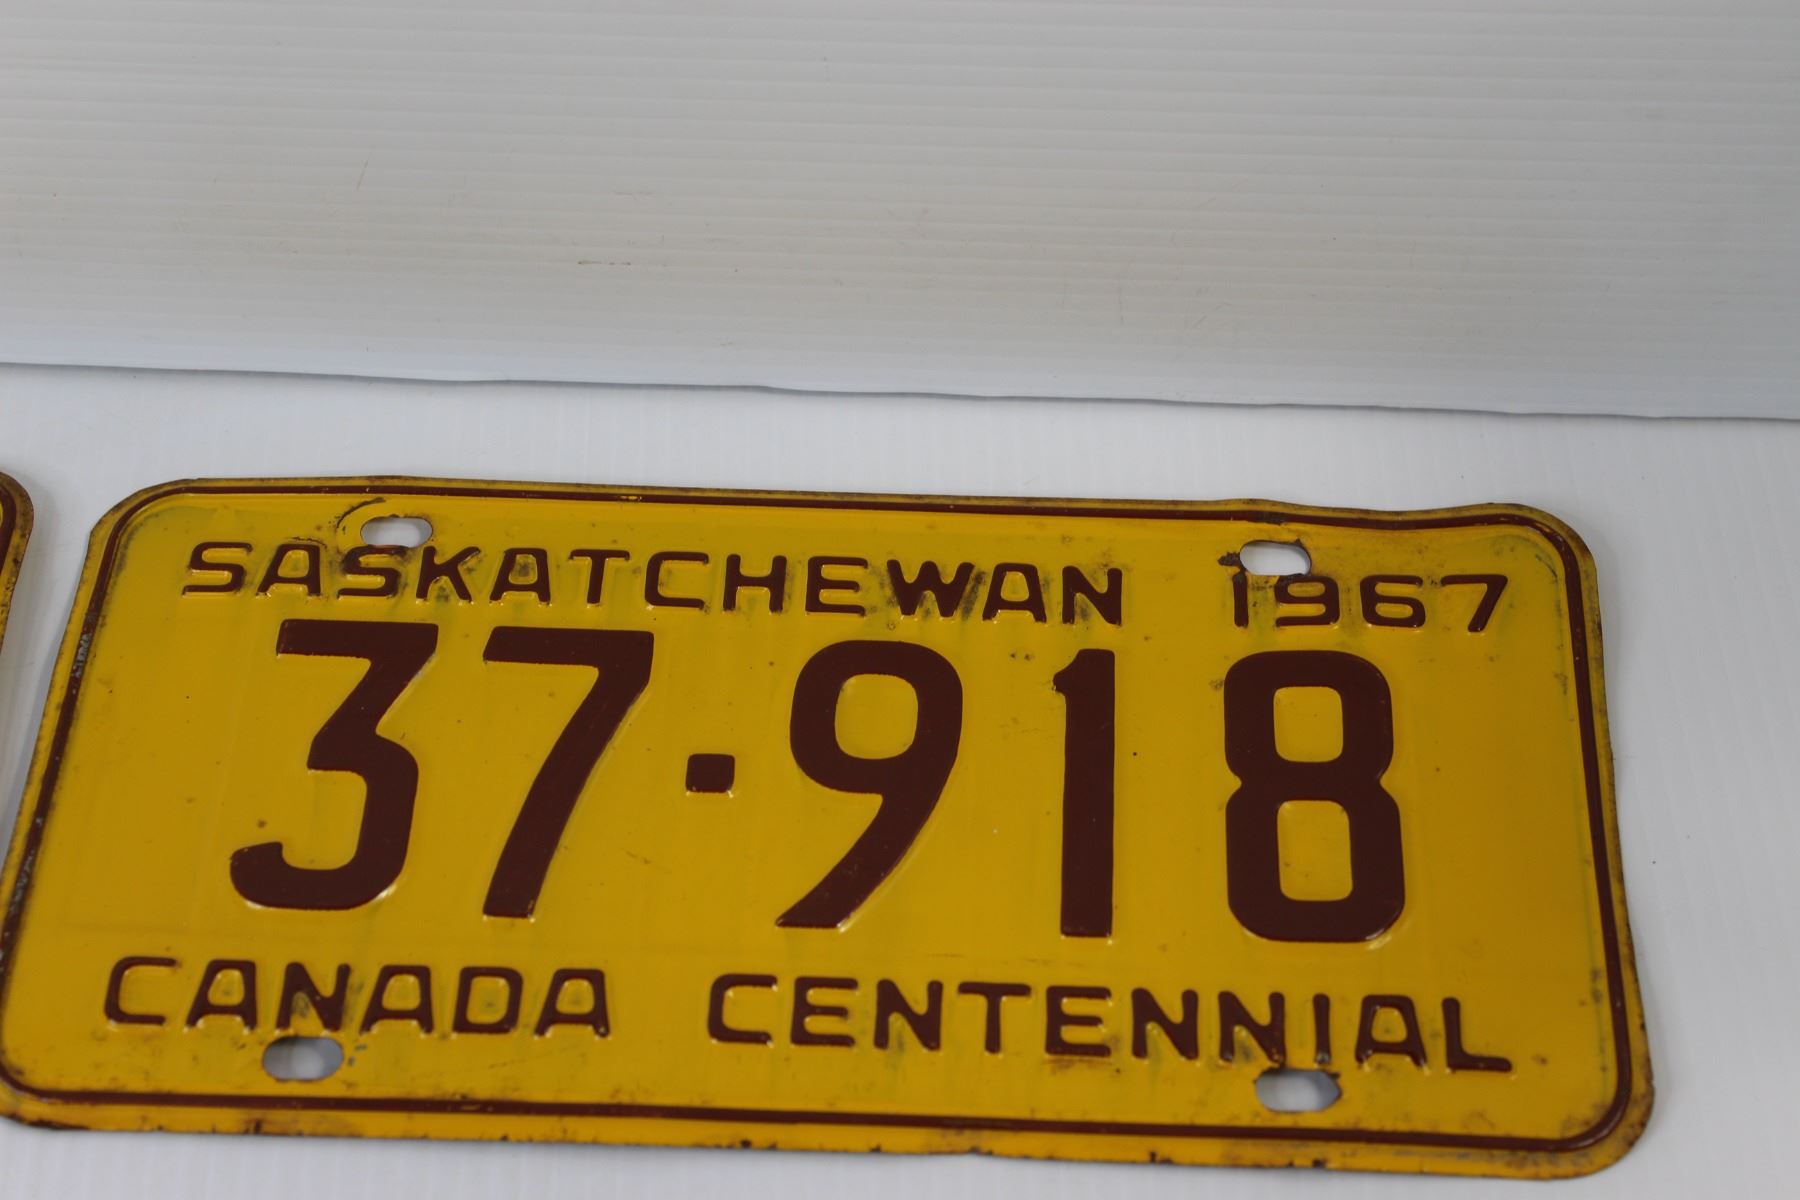 SASKATCHEWAN 1967
37·918
CANADA CENTENNIAL